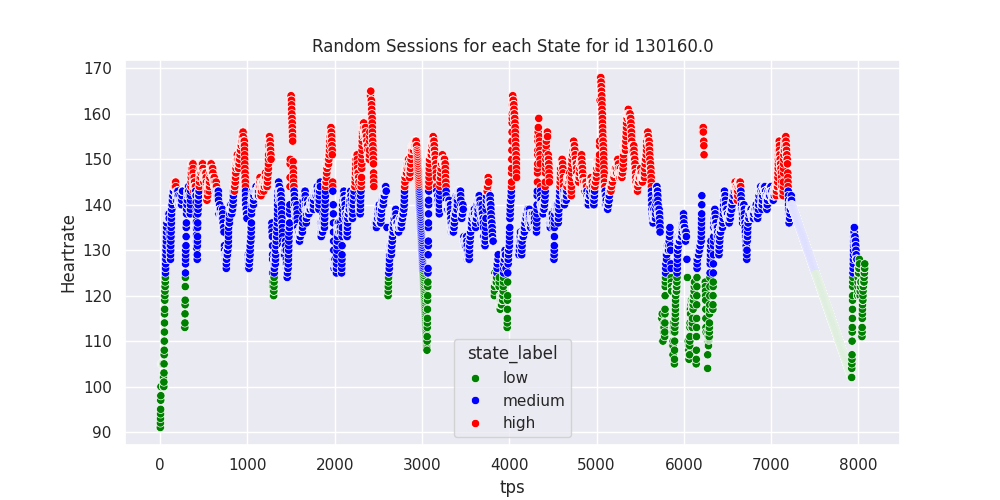 Random Sessions for each State for id 130160.0
170
160
150
140
130
120
110
100
90
Heartrate
state_label
low
medium
high
0
1000
2000
3000
4000
5000
6000
7000
8000
tps